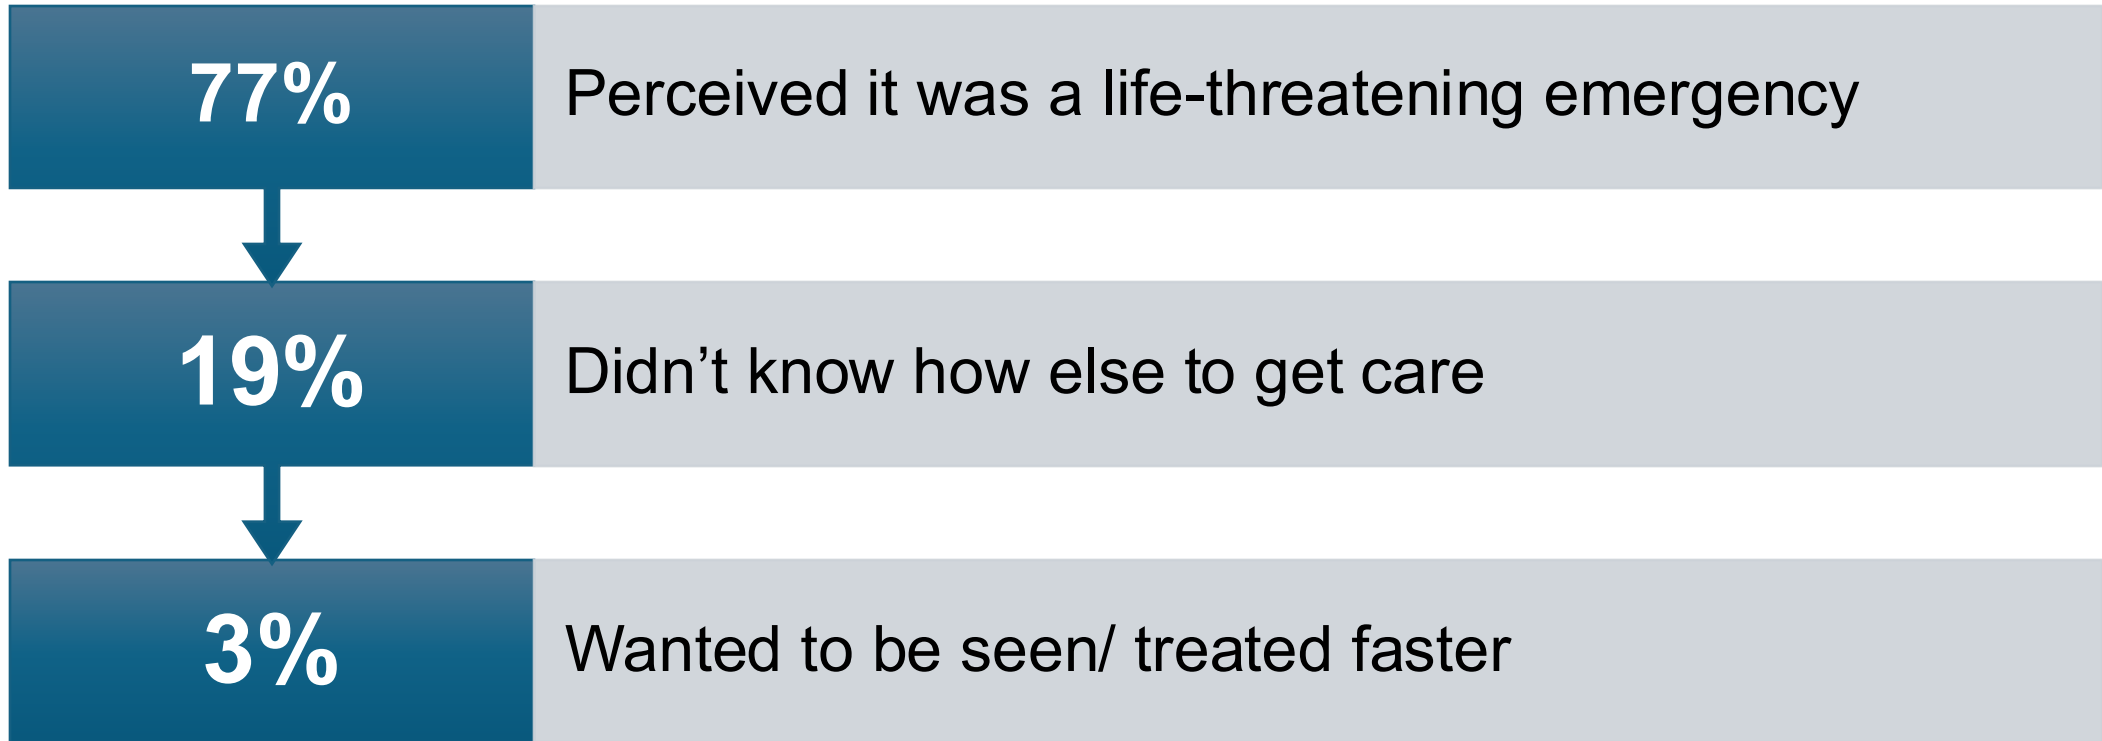 77%
Perceived it was a life-threatening emergency
19%
Didn’t know how else to get care
3%
Wanted to be seen/ treated faster